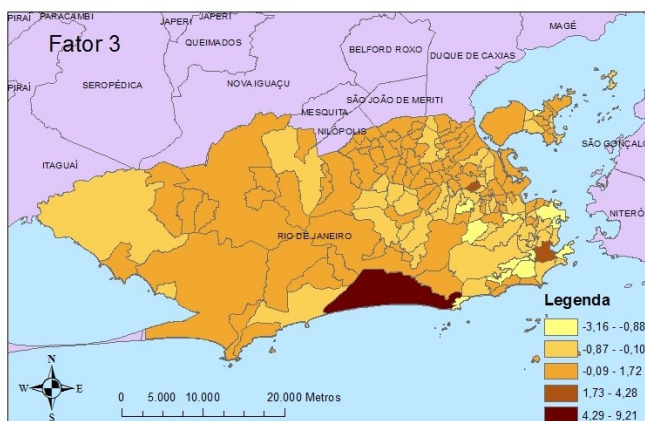 Fator 3
PIRAÍ
PARACAMBI
JAPERI
JAPERI
QUEIMADOS
MAGÉ
BELFORD ROXO
DUQUE DE CAXIAS
PIRAÍ
SEROPÉDICA
NOVA IGUAÇU
MESQUITA
SÃO JOÃO DE MERITI
NILÓPOLIS
SÃO GONÇALO
ITAGUAÍ
NITERÓ
RIO DE JANEIRO
Legenda
-3,16 - -0,88
-0,87 - -0,10
-0,09 - 1,72
1,73 - 4,28
4,29 - 9,21
N
W E
S
0 5.000 10.000 20.000 Metros